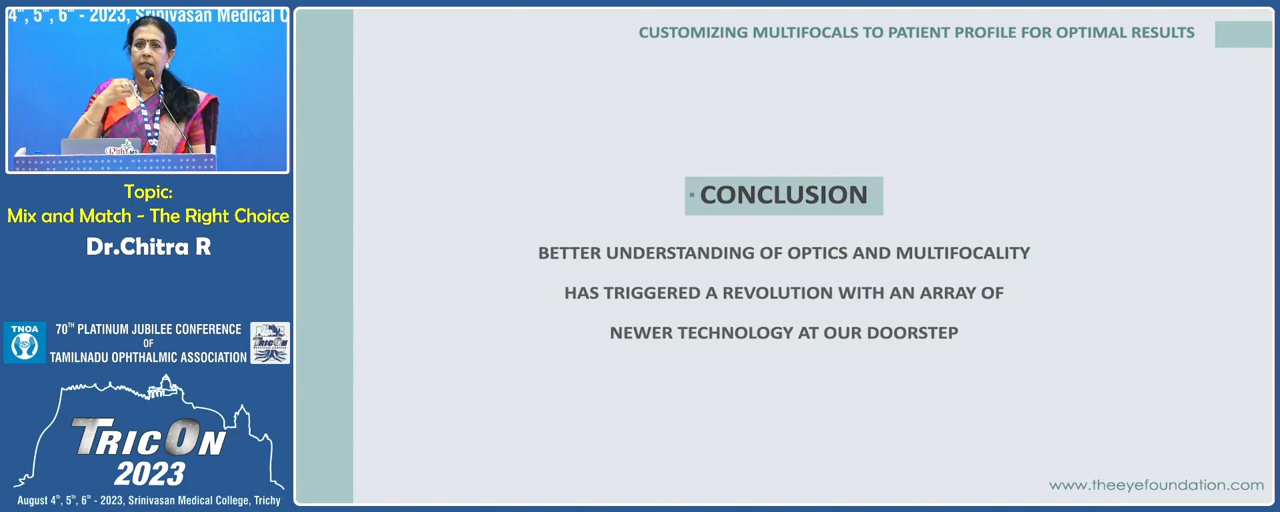 4th, 5th, 6th - 2023, Srinivasan Medical C
Topic:
Mix and Match - The Right Choice
Dr.Chitra R
TNOA
70TH PLATINUM JUBILEE CONFERENCE
OF
TAMILNADU OPHTHALMIC ASSOCIATION
TRICON
TRICON
2023
August 4th, 5th, 6th - 2023, Srinivasan Medical College, Trichy
CUSTOMIZING MULTIFOCALS TO PATIENT PROFILE FOR OPTIMAL RESULTS
· CONCLUSION
BETTER UNDERSTANDING OF OPTICS AND MULTIFOCALITY
HAS TRIGGERED A REVOLUTION WITH AN ARRAY OF
NEWER TECHNOLOGY AT OUR DOORSTEP
www.theeyefoundation.com